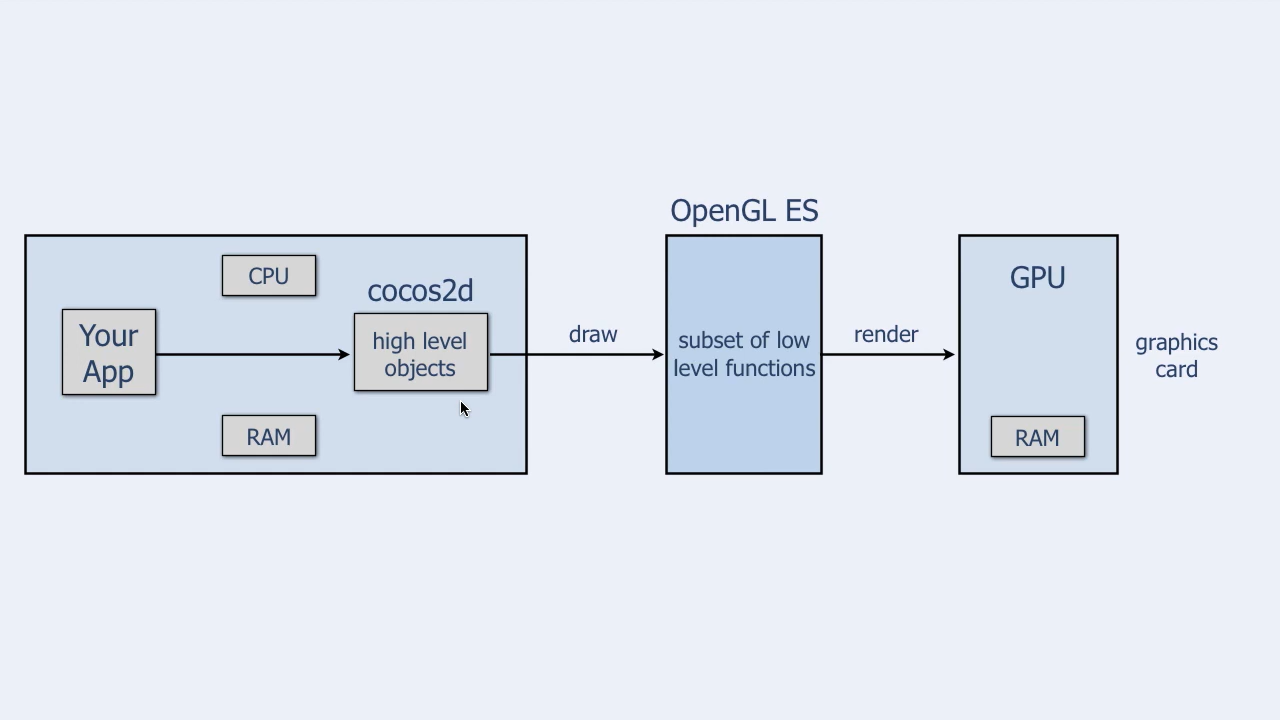 OpenGL ES
CPU
cocos2d
Your
App
high level
objects
RAM
draw
subset of low
level functions
render
GPU
RAM
graphics
card